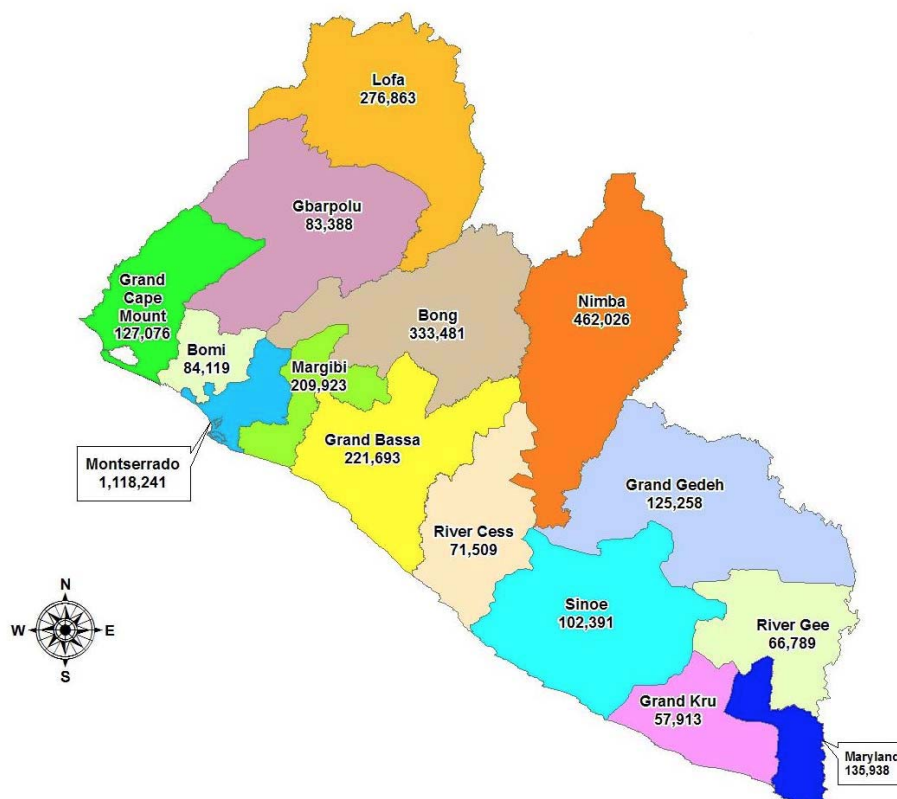 Lofa
276,863
Gbarpolu
83,388
Grand
Cape
Mount
127,076
Bong
333,481
Nimba
462,026
Bomi
84,119
Margibi
209,923
Grand Bassa
221,693
Montserrado
1,118,241
Grand Gedeh
125,258
River Cess
71,509
N
W
E
S
Sinoe
102,391
River Gee
66,789
Grand Kru
57,913
Maryland
135,938